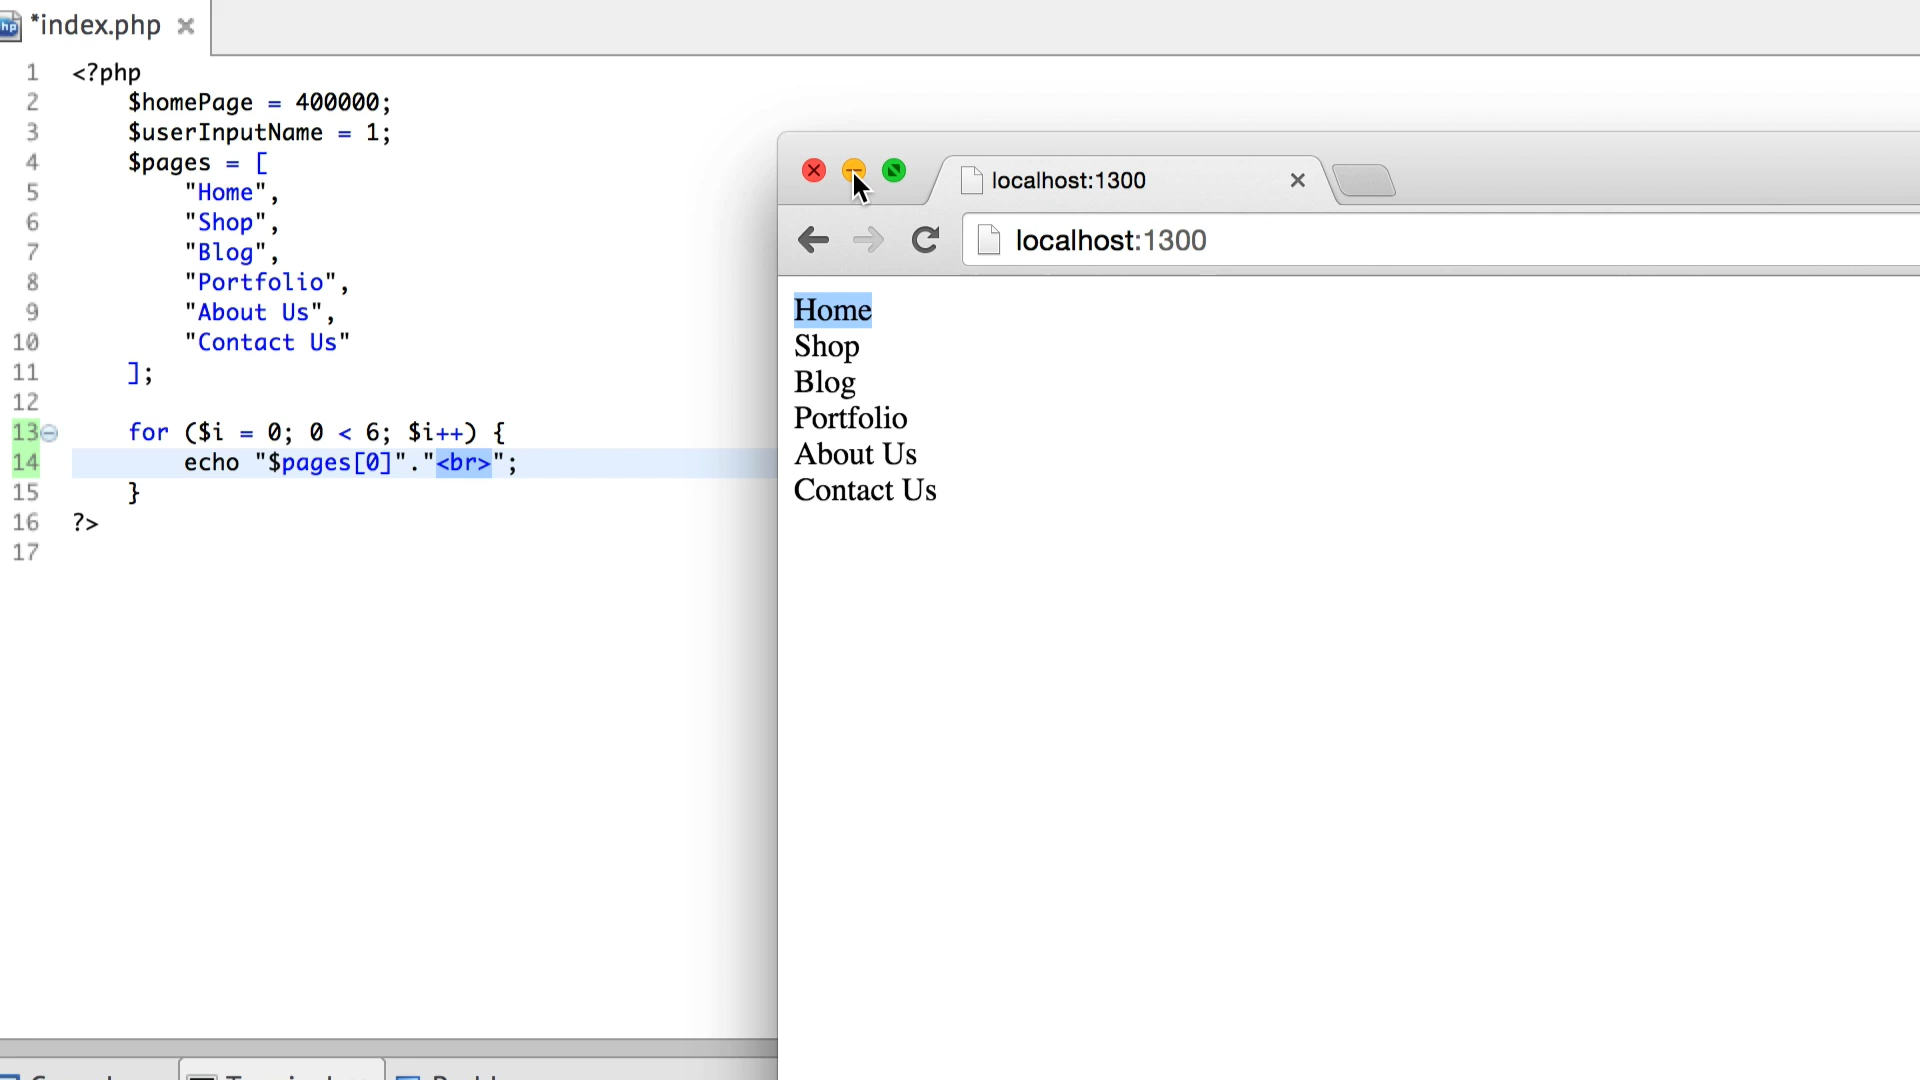 *index.php
1 <?php
2 $homePage = 400000;
3 $userInputName = 1;
4 $pages = [
5 "Home",
6 "Shop",
7 "Blog",
8 "Portfolio",
9 "About Us",
10 "Contact Us"
11 ];
12
13 for ($i = 0; 0 < 6; $i++) {
14 echo "$pages[0]"."<br>";
15 }
16 ?>
17
localhost:1300
localhost:1300
Home
Shop
Blog
Portfolio
About Us
Contact Us